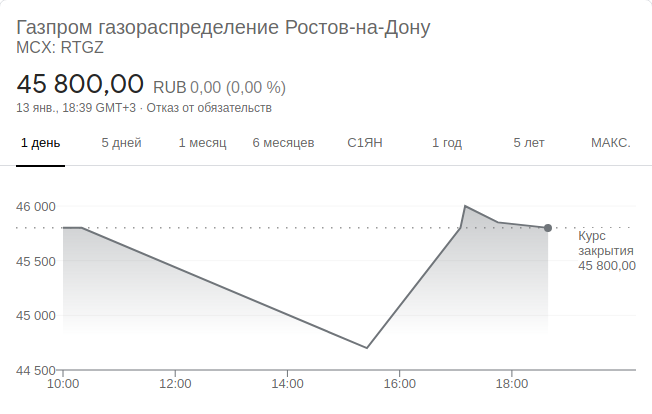 Газпром газораспределение Ростов-на-Дону
MCX: RTGZ
45 800,00 RUB 0,00 (0,00 %)
13 янв., 18:39 GMT+3 · Отказ от обязательств
1 день 5 дней 1 месяц 6 месяцев С1ЯН 1 год 5 лет МАКС.
46 000
45 500
45 000
44 500
Курс
закрытия
45 800,00
10:00 12:00 14:00 16:00 18:00